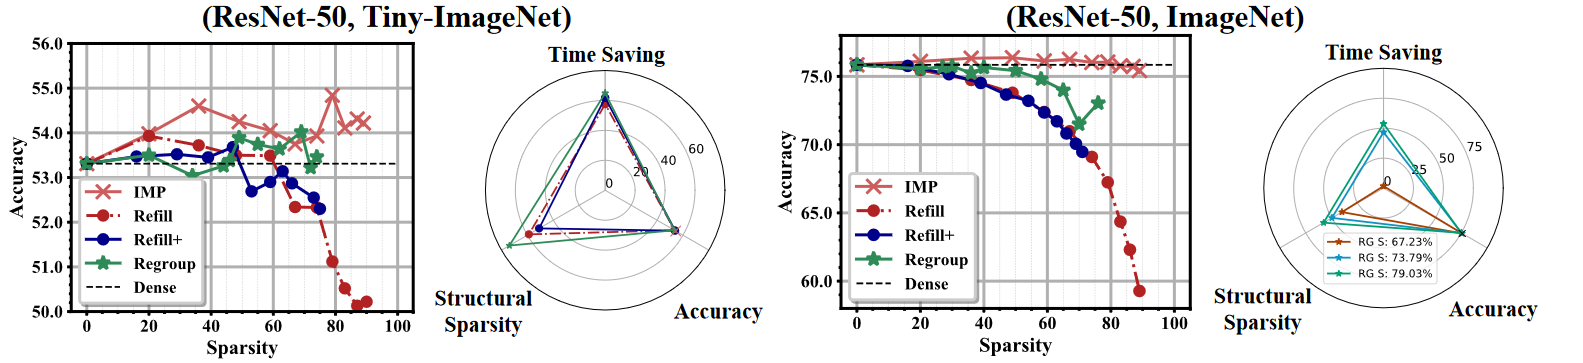 (ResNet-50, Tiny-ImageNet)
56.0
55.0
54.0
53.0
52.0
51.0
50.0
Accuracy
IMP
Refill
Refill+
Regroup
Dense
0 20 40 60 80 100
Sparsity
Time Saving
60
40
20
0
Structural
Sparsity
Accuracy
(ResNet-50, ImageNet)
75.0
70.0
65.0
60.0
Accuracy
IMP
Refill
Refill+
Regroup
Dense
0 20 40 60 80 100
Sparsity
Time Saving
75
50
25
0
RG S: 67.23%
RG S: 73.79%
RG S: 79.03%
Structural
Sparsity
Accuracy